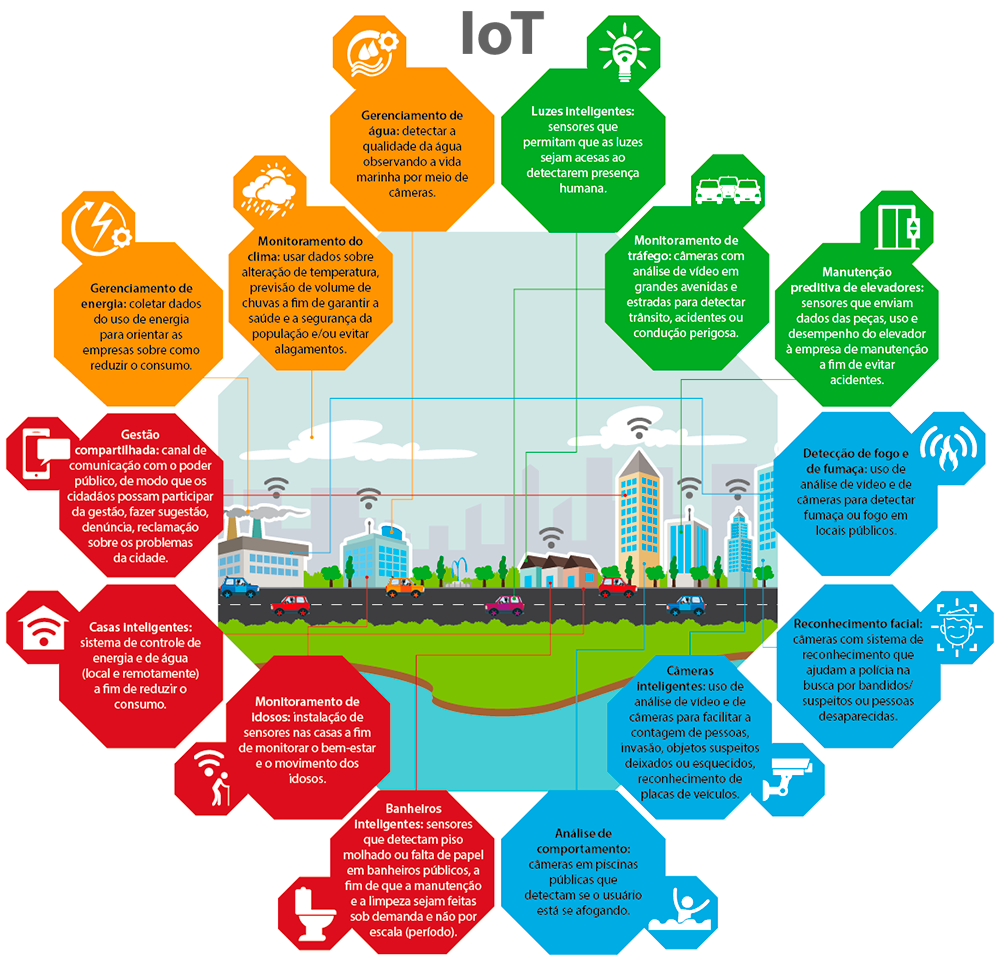 IoT
Gerenciamento de
água: detectar a
qualidade da água
observando a vida
marinha por meio de
câmeras.
Luzes inteligentes:
sensores que
permitam que as luzes
sejam acesas ao
detectarem presença
humana.
Monitoramento do
clima: usar dados sobre
alteração de temperatura,
previsão de volume de
chuvas a fim de garantir a
saúde e a segurança da
população e/ou evitar
alagamentos.
Monitoramento de
tráfego: câmeras com
análise de vídeo em
grandes avenidas e
estradas para detectar
trânsito, acidentes ou
condução perigosa.
Gerenciamento de
energia: coletar dados
do uso de energia
para orientar as
empresas sobre como
reduzir o consumo.
Manutenção
preditiva de elevadores:
sensores que enviam
dados das peças, uso e
desempenho do elevador
à empresa de manutenção
a fim de evitar
acidentes.
Gestão
compartilhada: canal de
comunicação com o poder
público, de modo que os
cidadãos possam participar
da gestão, fazer sugestão,
denúncia, reclamação
sobre os problemas
da cidade.
Detecção de fogo e
de fumaça: uso de
análise de vídeo e de
câmeras para detectar
fumaça ou fogo em
locais públicos.
Casas inteligentes:
sistema de controle de
energia e de água
(local e remotamente)
a fim de reduzir o
consumo.
Reconhecimento facial:
câmeras com sistema de
reconhecimento que
ajudam a polícia na
busca por bandidos/
suspeitos ou pessoas
desaparecidas.
Monitoramento de
idosos: instalação de
sensores nas casas a fim
de monitorar o bem-estar
e o movimento dos
idosos.
Câmeras
inteligentes: uso de
análise de vídeo e de
câmeras para facilitar a
contagem de pessoas,
invasão, objetos suspeitos
deixados ou esquecidos,
reconhecimento de
placas de veículos.
Banheiros
inteligentes: sensores
que detectam piso
molhado ou falta de papel
em banheiros públicos, a
fim de que a manutenção
e a limpeza sejam feitas
sob demanda e não por
escala (período).
Análise de
comportamento:
câmeras em piscinas
públicas que
detectam se o usuário
está se afogando.